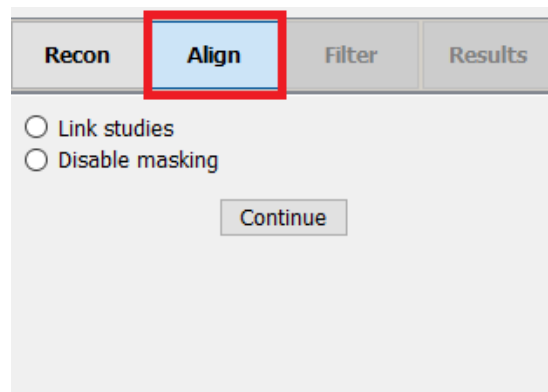 Recon Align Filter Results
Link studies
Disable masking
Continue